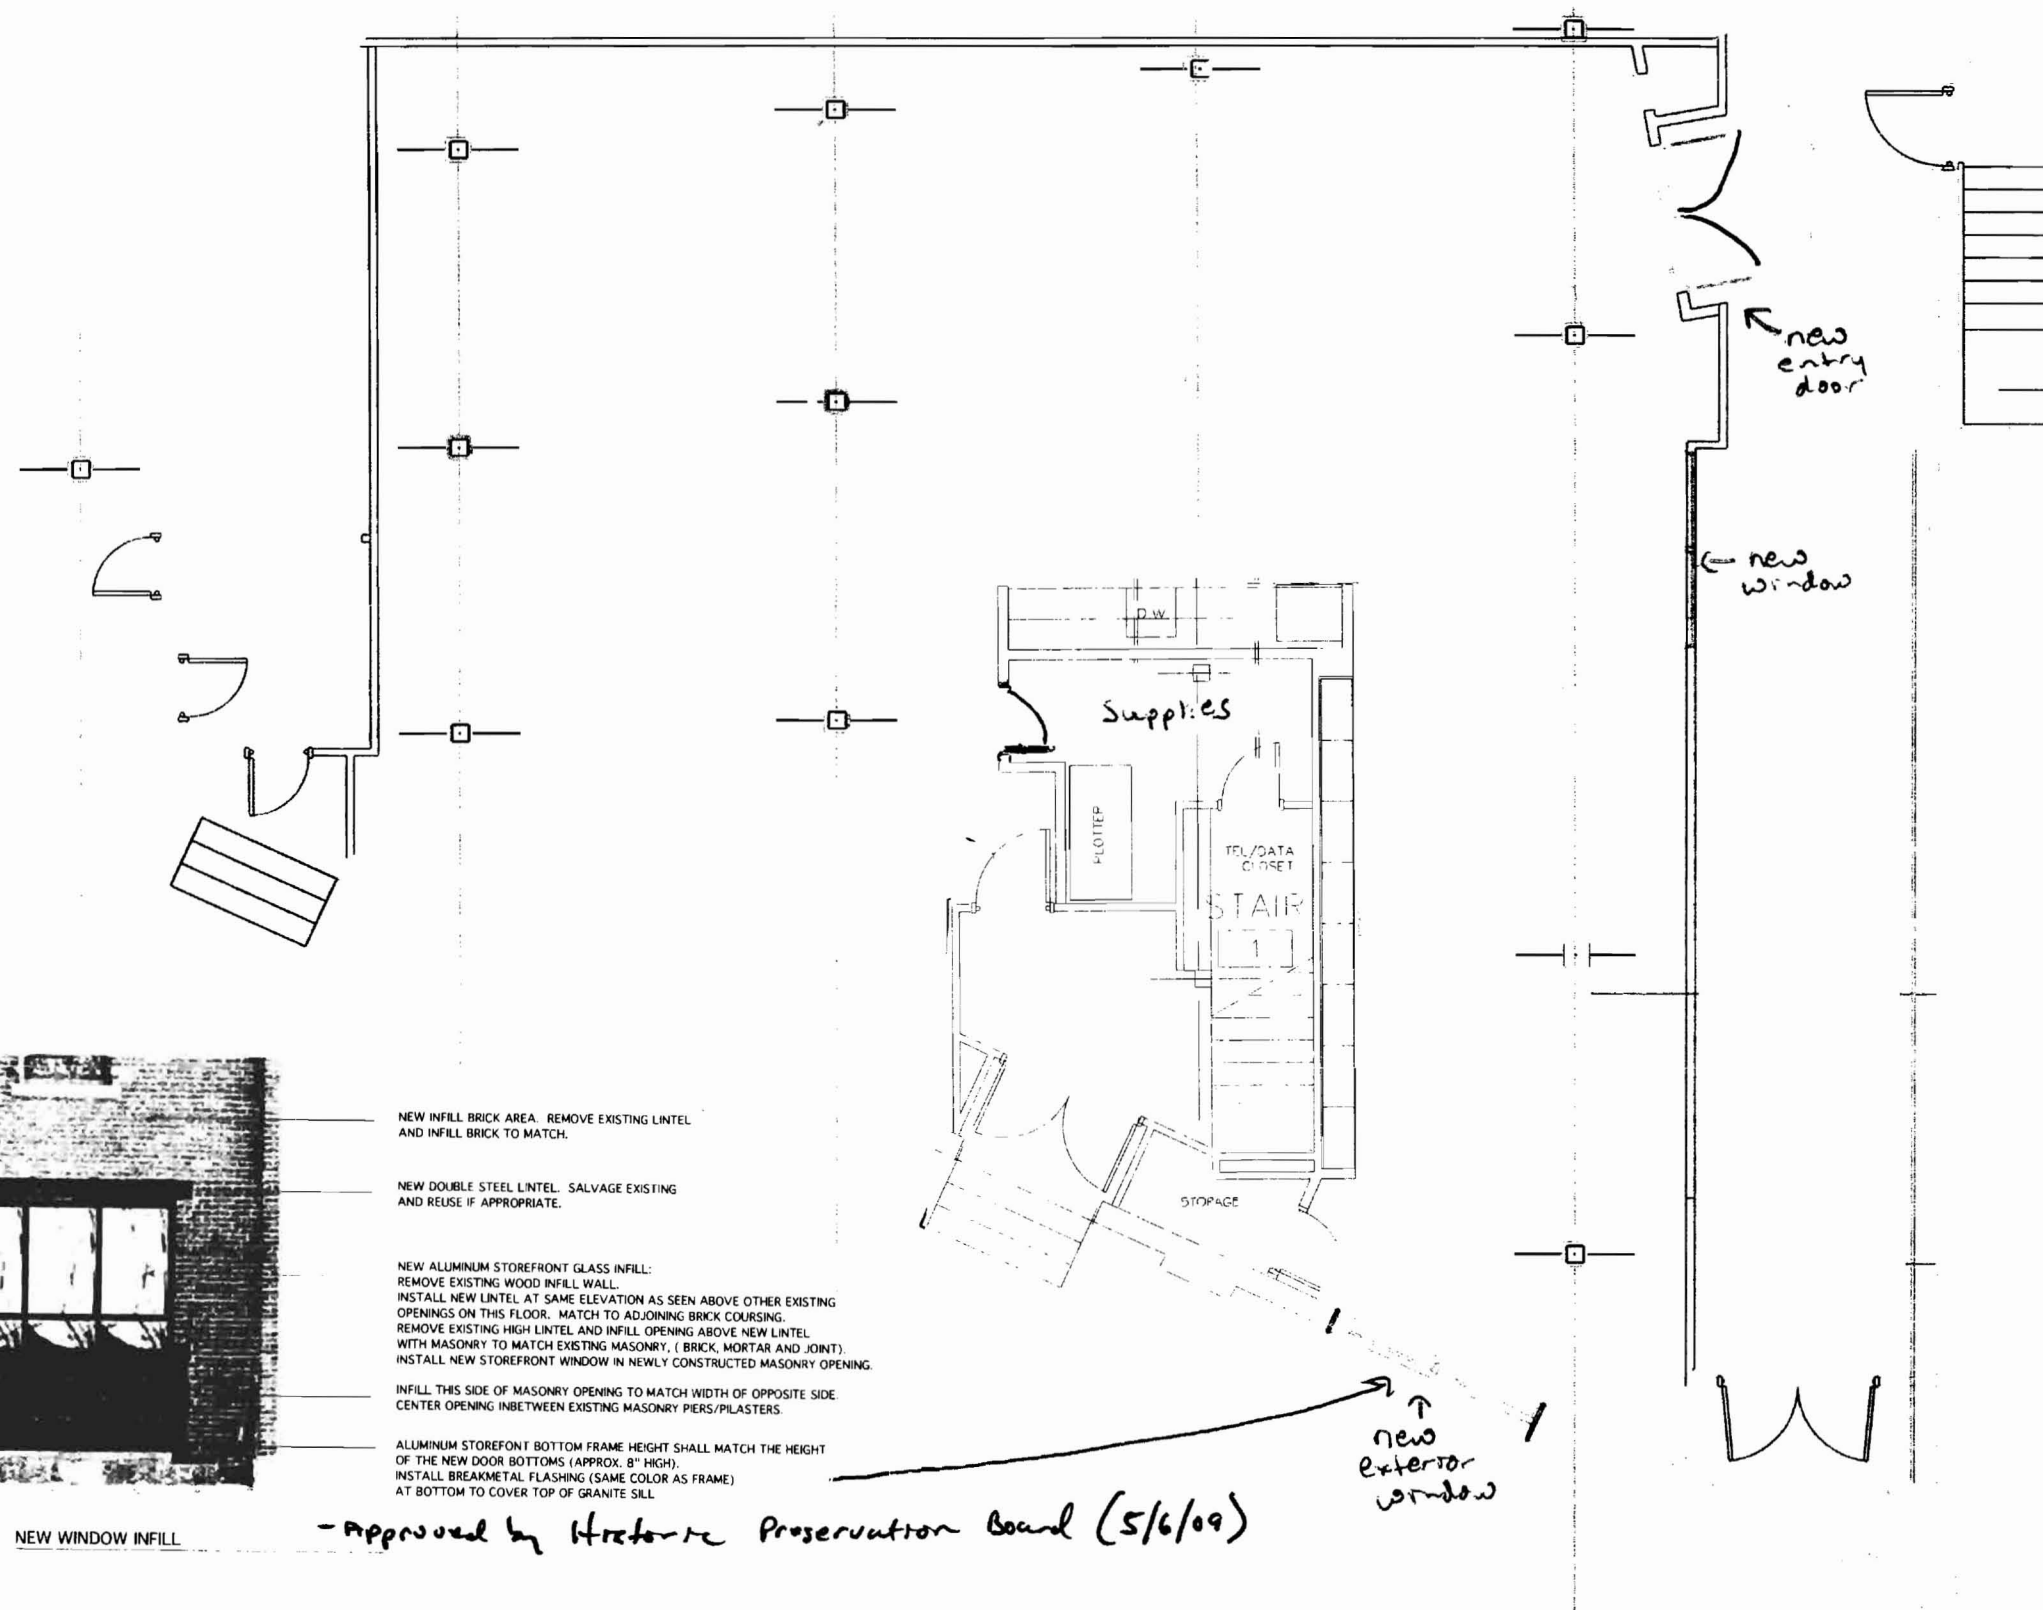 new
entry
door
new
window
D.W
Supplies
PLOTTER
TEL/DATA
CLOSET
STAIR
1
STORAGE
NEW INFILL BRICK AREA. REMOVE EXISTING LINTEL
AND INFILL BRICK TO MATCH.
NEW DOUBLE STEEL LINTEL. SALVAGE EXISTING
AND REUSE IF APPROPRIATE.
NEW ALUMINUM STOREFRONT GLASS INFILL:
REMOVE EXISTING WOOD INFILL WALL.
INSTALL NEW LINTEL AT SAME ELEVATION AS SEEN ABOVE OTHER EXISTING
OPENINGS ON THIS FLOOR. MATCH TO ADJOINING BRICK COURSING.
REMOVE EXISTING HIGH LINTEL AND INFILL OPENING ABOVE NEW LINTEL
WITH MASONRY TO MATCH EXISTING MASONRY, ( BRICK, MORTAR AND JOINT).
INSTALL NEW STOREFRONT WINDOW IN NEWLY CONSTRUCTED MASONRY OPENING.
INFILL THIS SIDE OF MASONRY OPENING TO MATCH WIDTH OF OPPOSITE SIDE.
CENTER OPENING INBETWEEN EXISTING MASONRY PIERS/PILASTERS.
ALUMINUM STOREFONT BOTTOM FRAME HEIGHT SHALL MATCH THE HEIGHT
OF THE NEW DOOR BOTTOMS (APPROX. 8" HIGH).
INSTALL BREAKMETAL FLASHING (SAME COLOR AS FRAME)
AT BOTTOM TO COVER TOP OF GRANITE SILL
new
exterior
window
NEW WINDOW INFILL
- Approved by Historic Preservation Board (5/6/09)